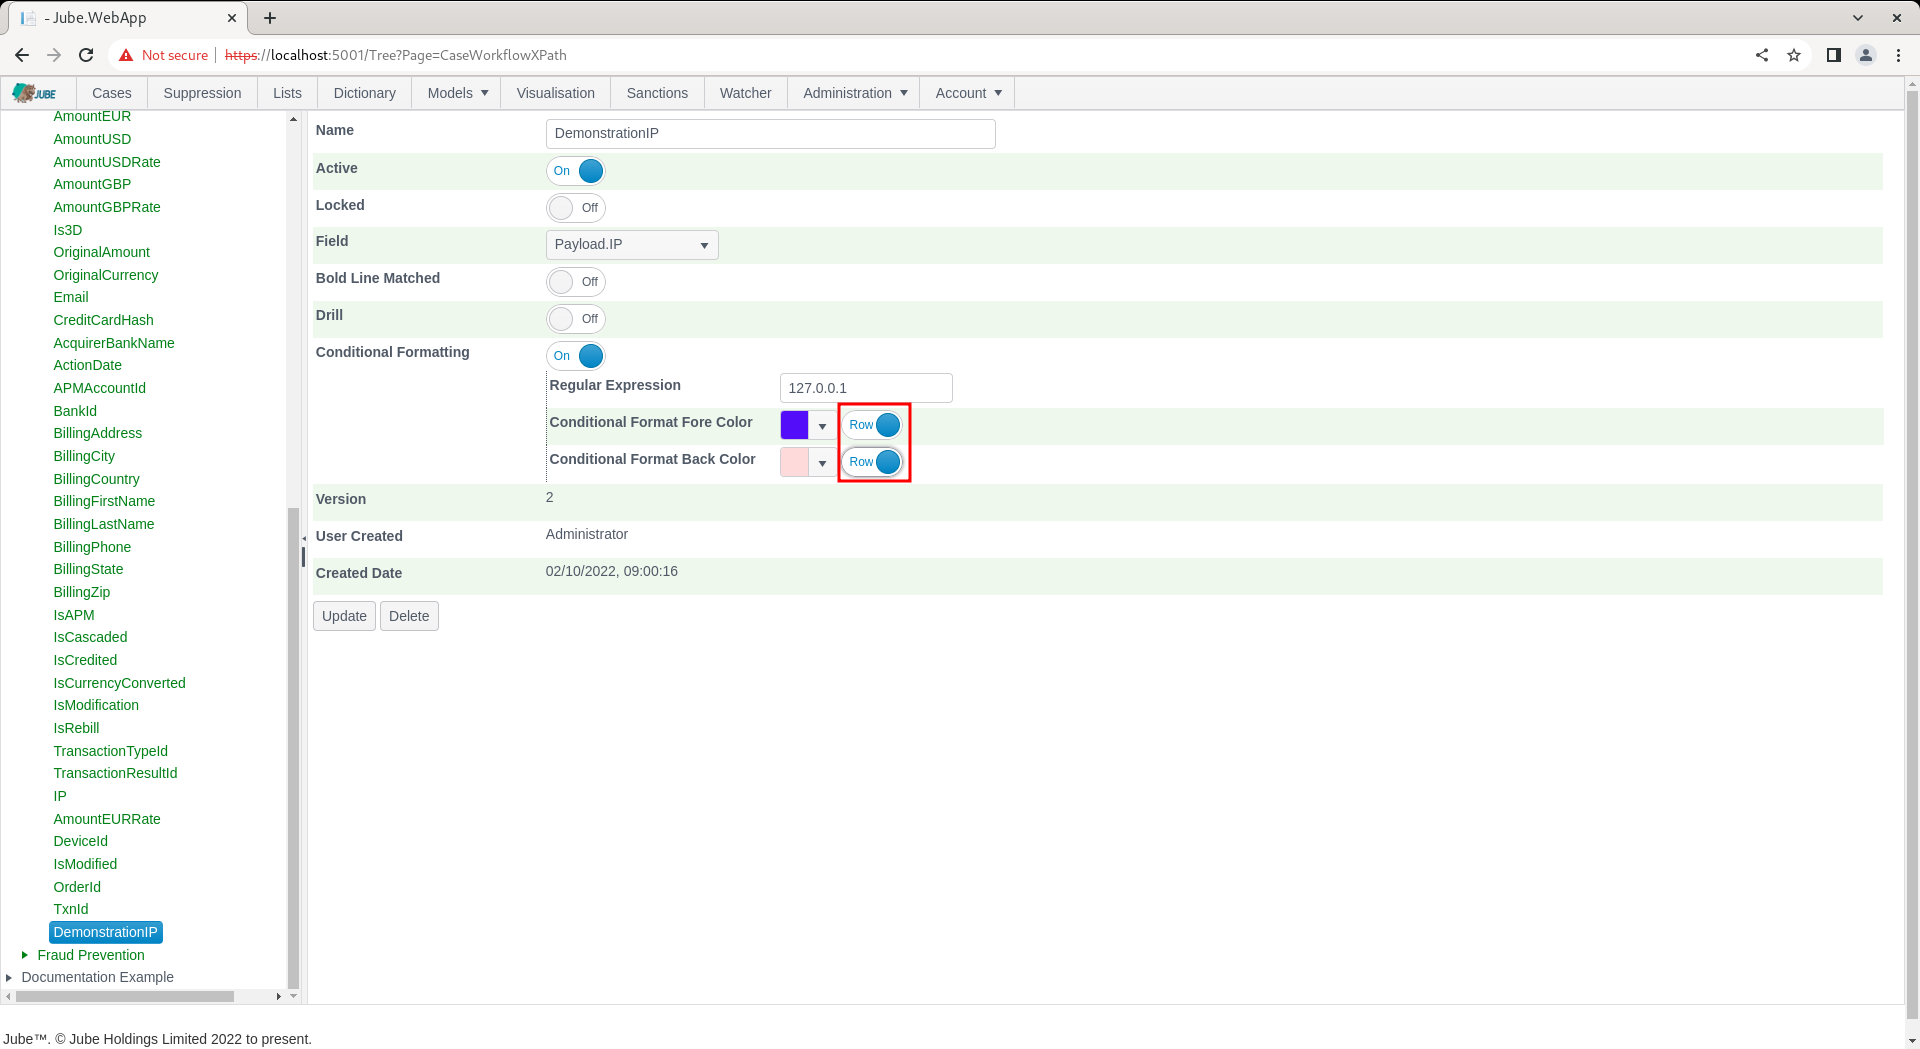 - Jube.WebApp
Not secure https://localhost:5001/Tree?Page=CaseWorkflowXPath
JUBE Cases Suppression Lists Dictionary Models Visualisation Sanctions Watcher Administration Account
AmountEUR
AmountUSD
AmountUSDRate
AmountGBP
AmountGBPRate
Is3D
OriginalAmount
OriginalCurrency
Email
CreditCardHash
AcquirerBankName
ActionDate
APMAccountId
BankId
BillingAddress
BillingCity
BillingCountry
BillingFirstName
BillingLastName
BillingPhone
BillingState
BillingZip
IsAPM
IsCascaded
IsCredited
IsCurrencyConverted
IsModification
IsRebill
TransactionTypeId
TransactionResultId
IP
AmountEURRate
DeviceId
IsModified
OrderId
TxnId
DemonstrationIP
Fraud Prevention
Documentation Example
Name DemonstrationIP
Active On
Locked Off
Field Payload.IP
Bold Line Matched Off
Drill Off
Conditional Formatting On
Regular Expression 127.0.0.1
Conditional Format Fore Color Row
Conditional Format Back Color Row
Version 2
User Created Administrator
Created Date 02/10/2022, 09:00:16
Update Delete
Jube™. © Jube Holdings Limited 2022 to present.